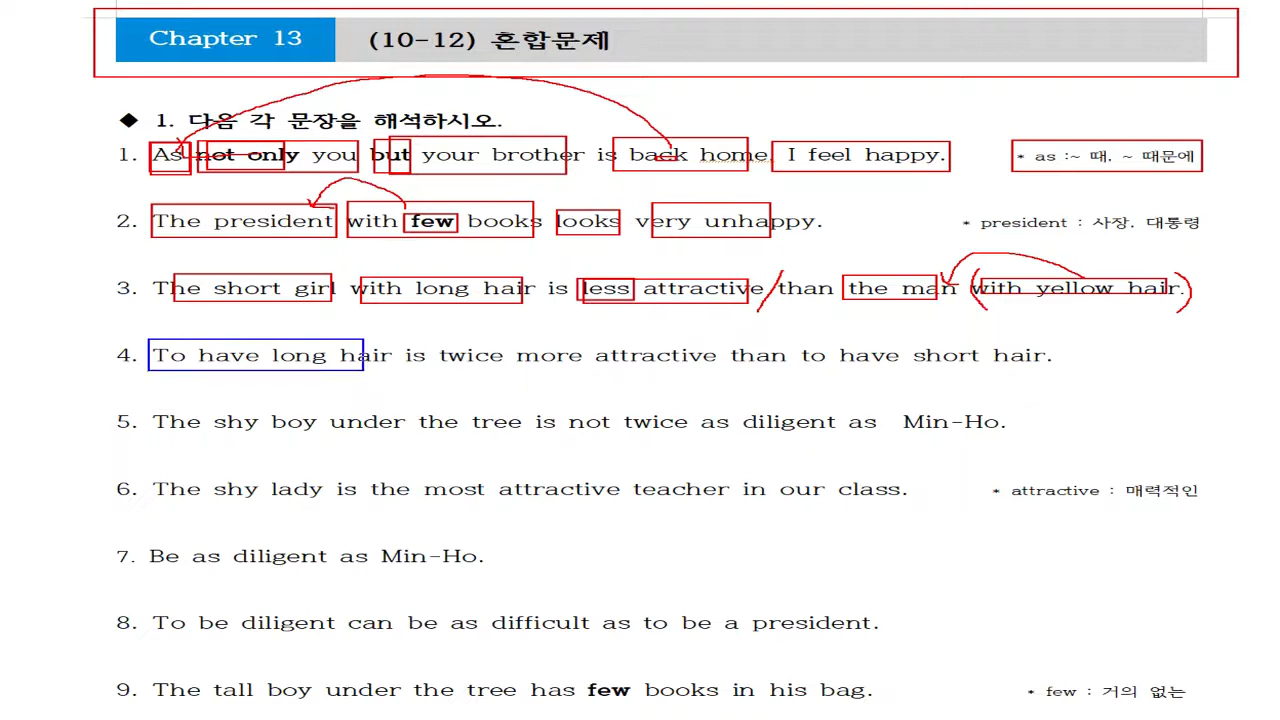 Chapter 13 (10-12) 혼합문제
◆ 1. 다음 각 문장을 해석하시오.
1. As not only you but your brother is back home, I feel happy. * as :~ 때, ~ 때문에
2. The president with few books looks very unhappy. * president : 사장, 대통령
3. The short girl with long hair is less attractive than the man with yellow hair.
4. To have long hair is twice more attractive than to have short hair.
5. The shy boy under the tree is not twice as diligent as Min-Ho.
6. The shy lady is the most attractive teacher in our class. * attractive : 매력적인
7. Be as diligent as Min-Ho.
8. To be diligent can be as difficult as to be a president.
9. The tall boy under the tree has few books in his bag. * few : 거의 없는